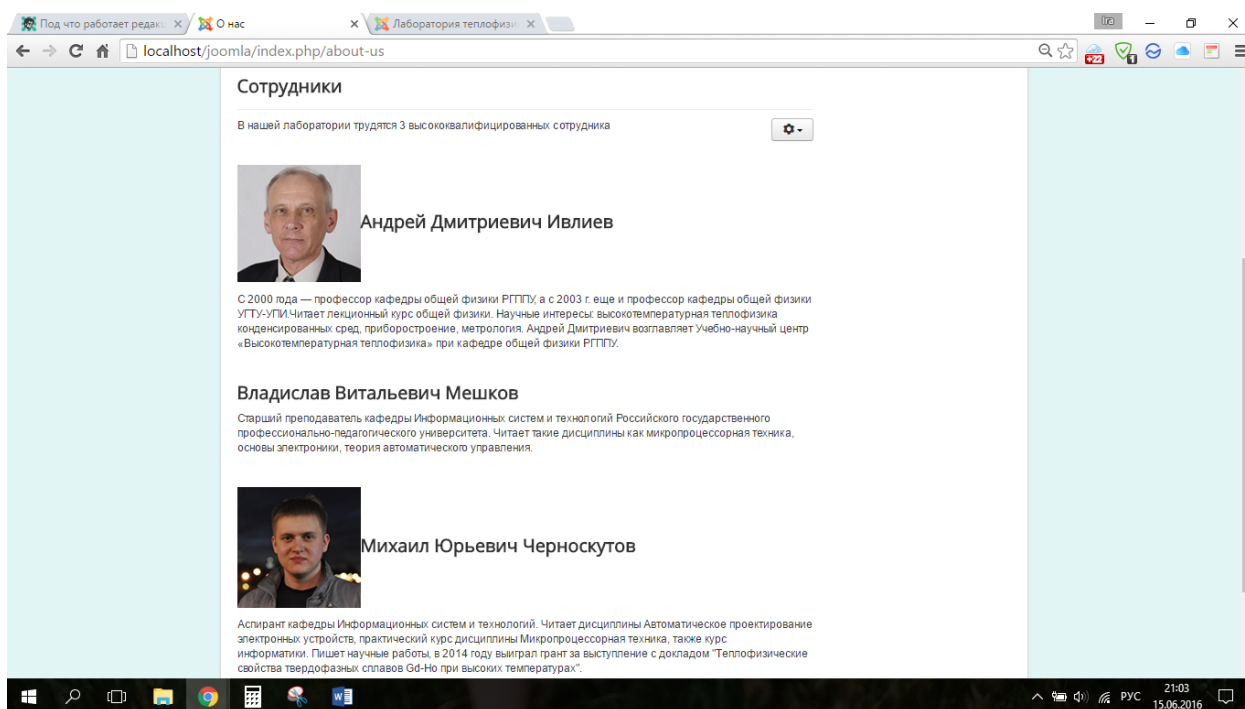 Под что работает редакц
О нас
Лаборатория теплофизи
Ira
localhost/joomla/index.php/about-us
+22
1
Сотрудники
В нашей лаборатории трудятся 3 высококвалифицированных сотрудника
Андрей Дмитриевич Ивлиев
С 2000 года — профессор кафедры общей физики РГППУ, а с 2003 г. еще и профессор кафедры общей физики
УГТУ-УПИ.Читает лекционный курс общей физики. Научные интересы: высокотемпературная теплофизика
конденсированных сред, приборостроение, метрология. Андрей Дмитриевич возглавляет Учебно-научный центр
«Высокотемпературная теплофизика» при кафедре общей физики РГППУ.
Владислав Витальевич Мешков
Старший преподаватель кафедры Информационных систем и технологий Российского государственного
профессионально-педагогического университета. Читает такие дисциплины как микропроцессорная техника,
основы электроники, теория автоматического управления.
Михаил Юрьевич Черноскутов
Аспирант кафедры Информационных систем и технологий. Читает дисциплины Автоматическое проектирование
электронных устройств, практический курс дисциплины Микропроцессорная техника, также курс
информатики. Пишет научные работы, в 2014 году выиграл грант за выступление с докладом "Теплофизические
свойства твердофазных сплавов Gd-Ho при высоких температурах".
РУС
21:03
15.06.2016